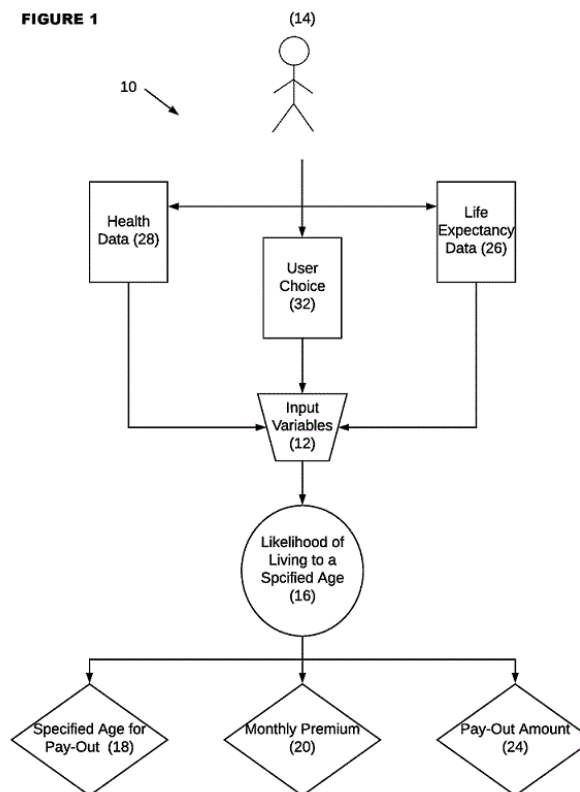 FIGURE 1
(14)
10
Health
Data (28)
User
Choice
(32)
Life
Expectancy
Data (26)
Input
Variables
(12)
Likelihood of
Living to a
Spcified Age
(16)
Specified Age for
Pay-Out (18)
Monthly Premium
(20)
Pay-Out Amount
(24)